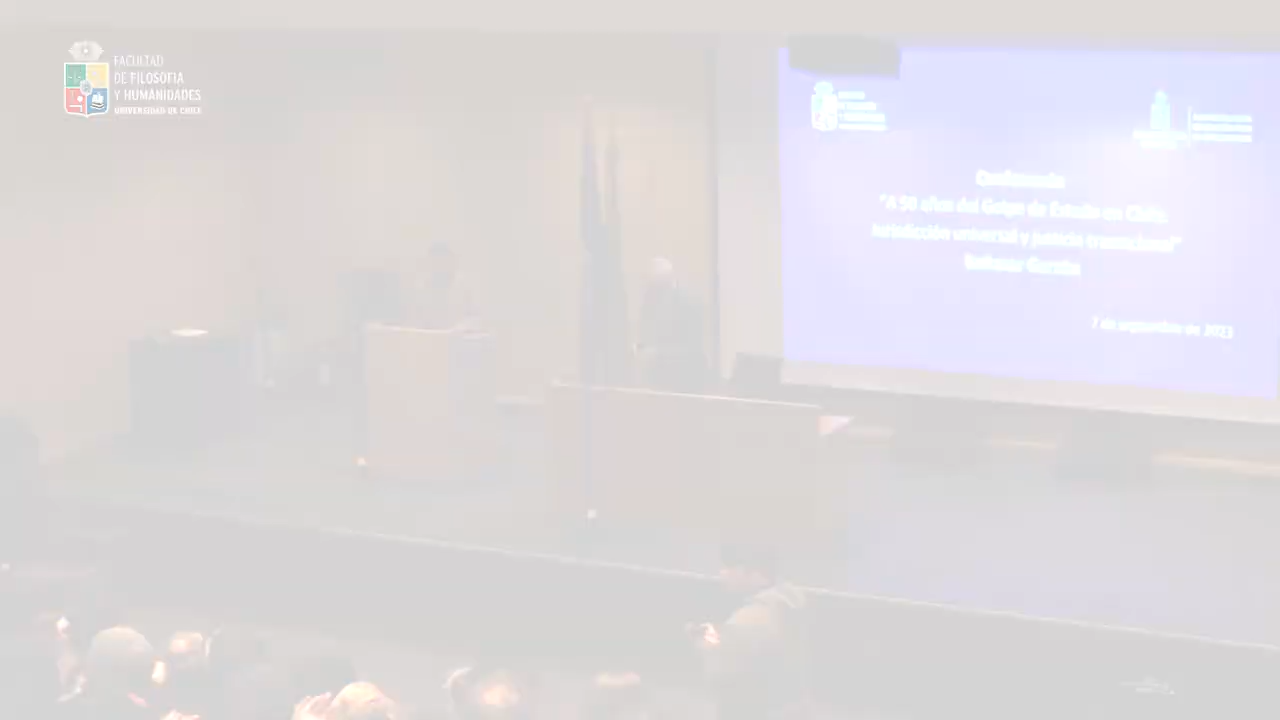 FACULTAD
DE FILOSOFÍA
Y HUMANIDADES
UNIVERSIDAD DE CHILE
Conferencia
"A 50 años del Golpe de Estado en Chile.
Jurisdicción universal y justicia transicional"
Baltasar Garzón
7 de septiembre de 2023